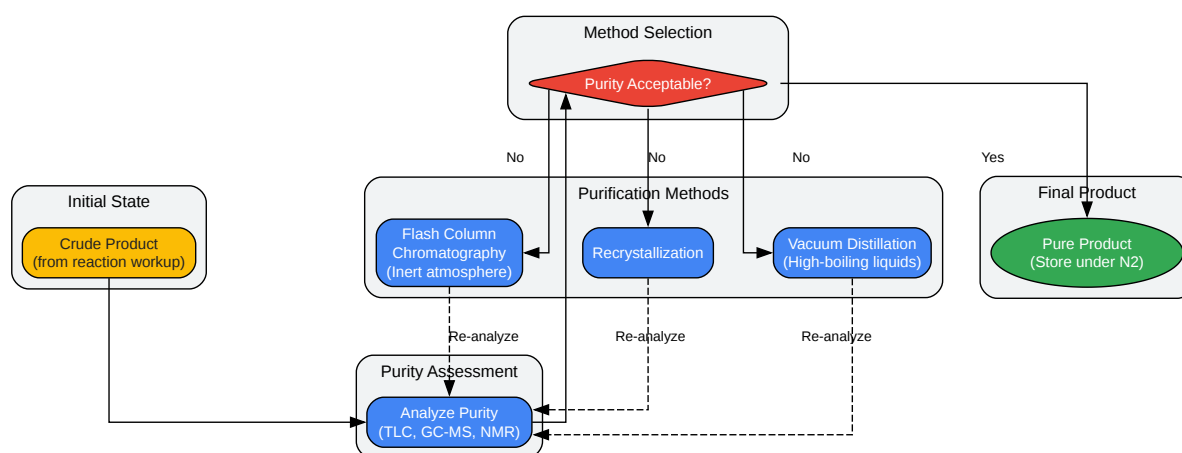 Method Selection
Purity Acceptable?
No
No
No
Yes
Initial State
Crude Product
(from reaction workup)
Purification Methods
Flash Column
Chromatography
(Inert atmosphere)
Recrystallization
Vacuum Distillation
(High-boiling liquids)
Final Product
Pure Product
(Store under N2)
Re-analyze
Re-analyze
Re-analyze
Purity Assessment
Analyze Purity
(TLC, GC-MS, NMR)